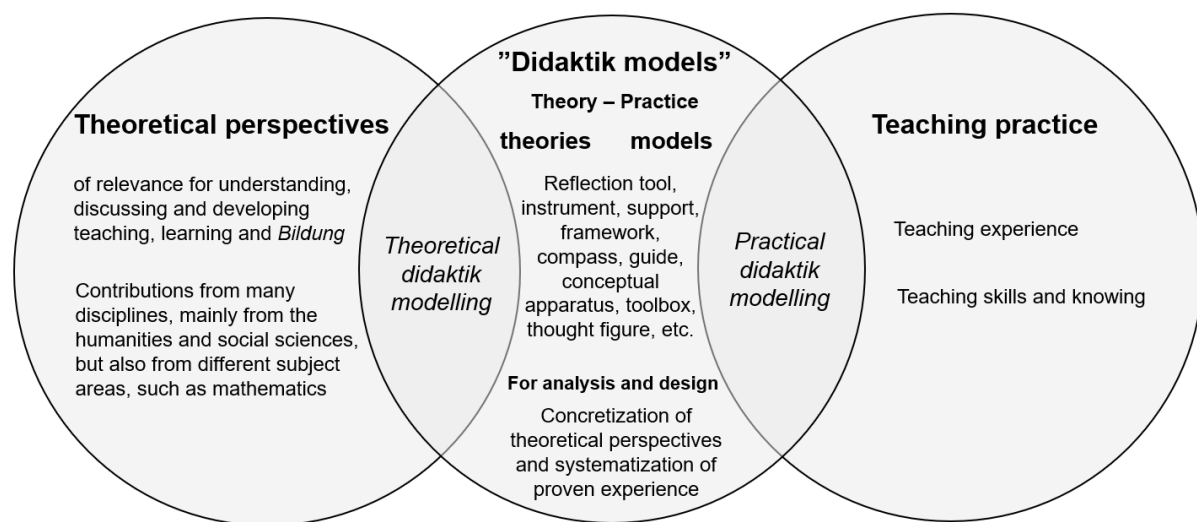 Theoretical perspectives
of relevance for understanding,
discussing and developing
teaching, learning and Bildung
Contributions from many
disciplines, mainly from the
humanities and social sciences,
but also from different subject
areas, such as mathematics
Theoretical
didaktik
modelling
”Didaktik models”
Theory – Practice
theories models
Reflection tool,
instrument, support,
framework,
compass, guide,
conceptual
apparatus, toolbox,
thought figure, etc.
For analysis and design
Concretization of
theoretical perspectives
and systematization of
proven experience
Practical
didaktik
modelling
Teaching practice
Teaching experience
Teaching skills and knowing